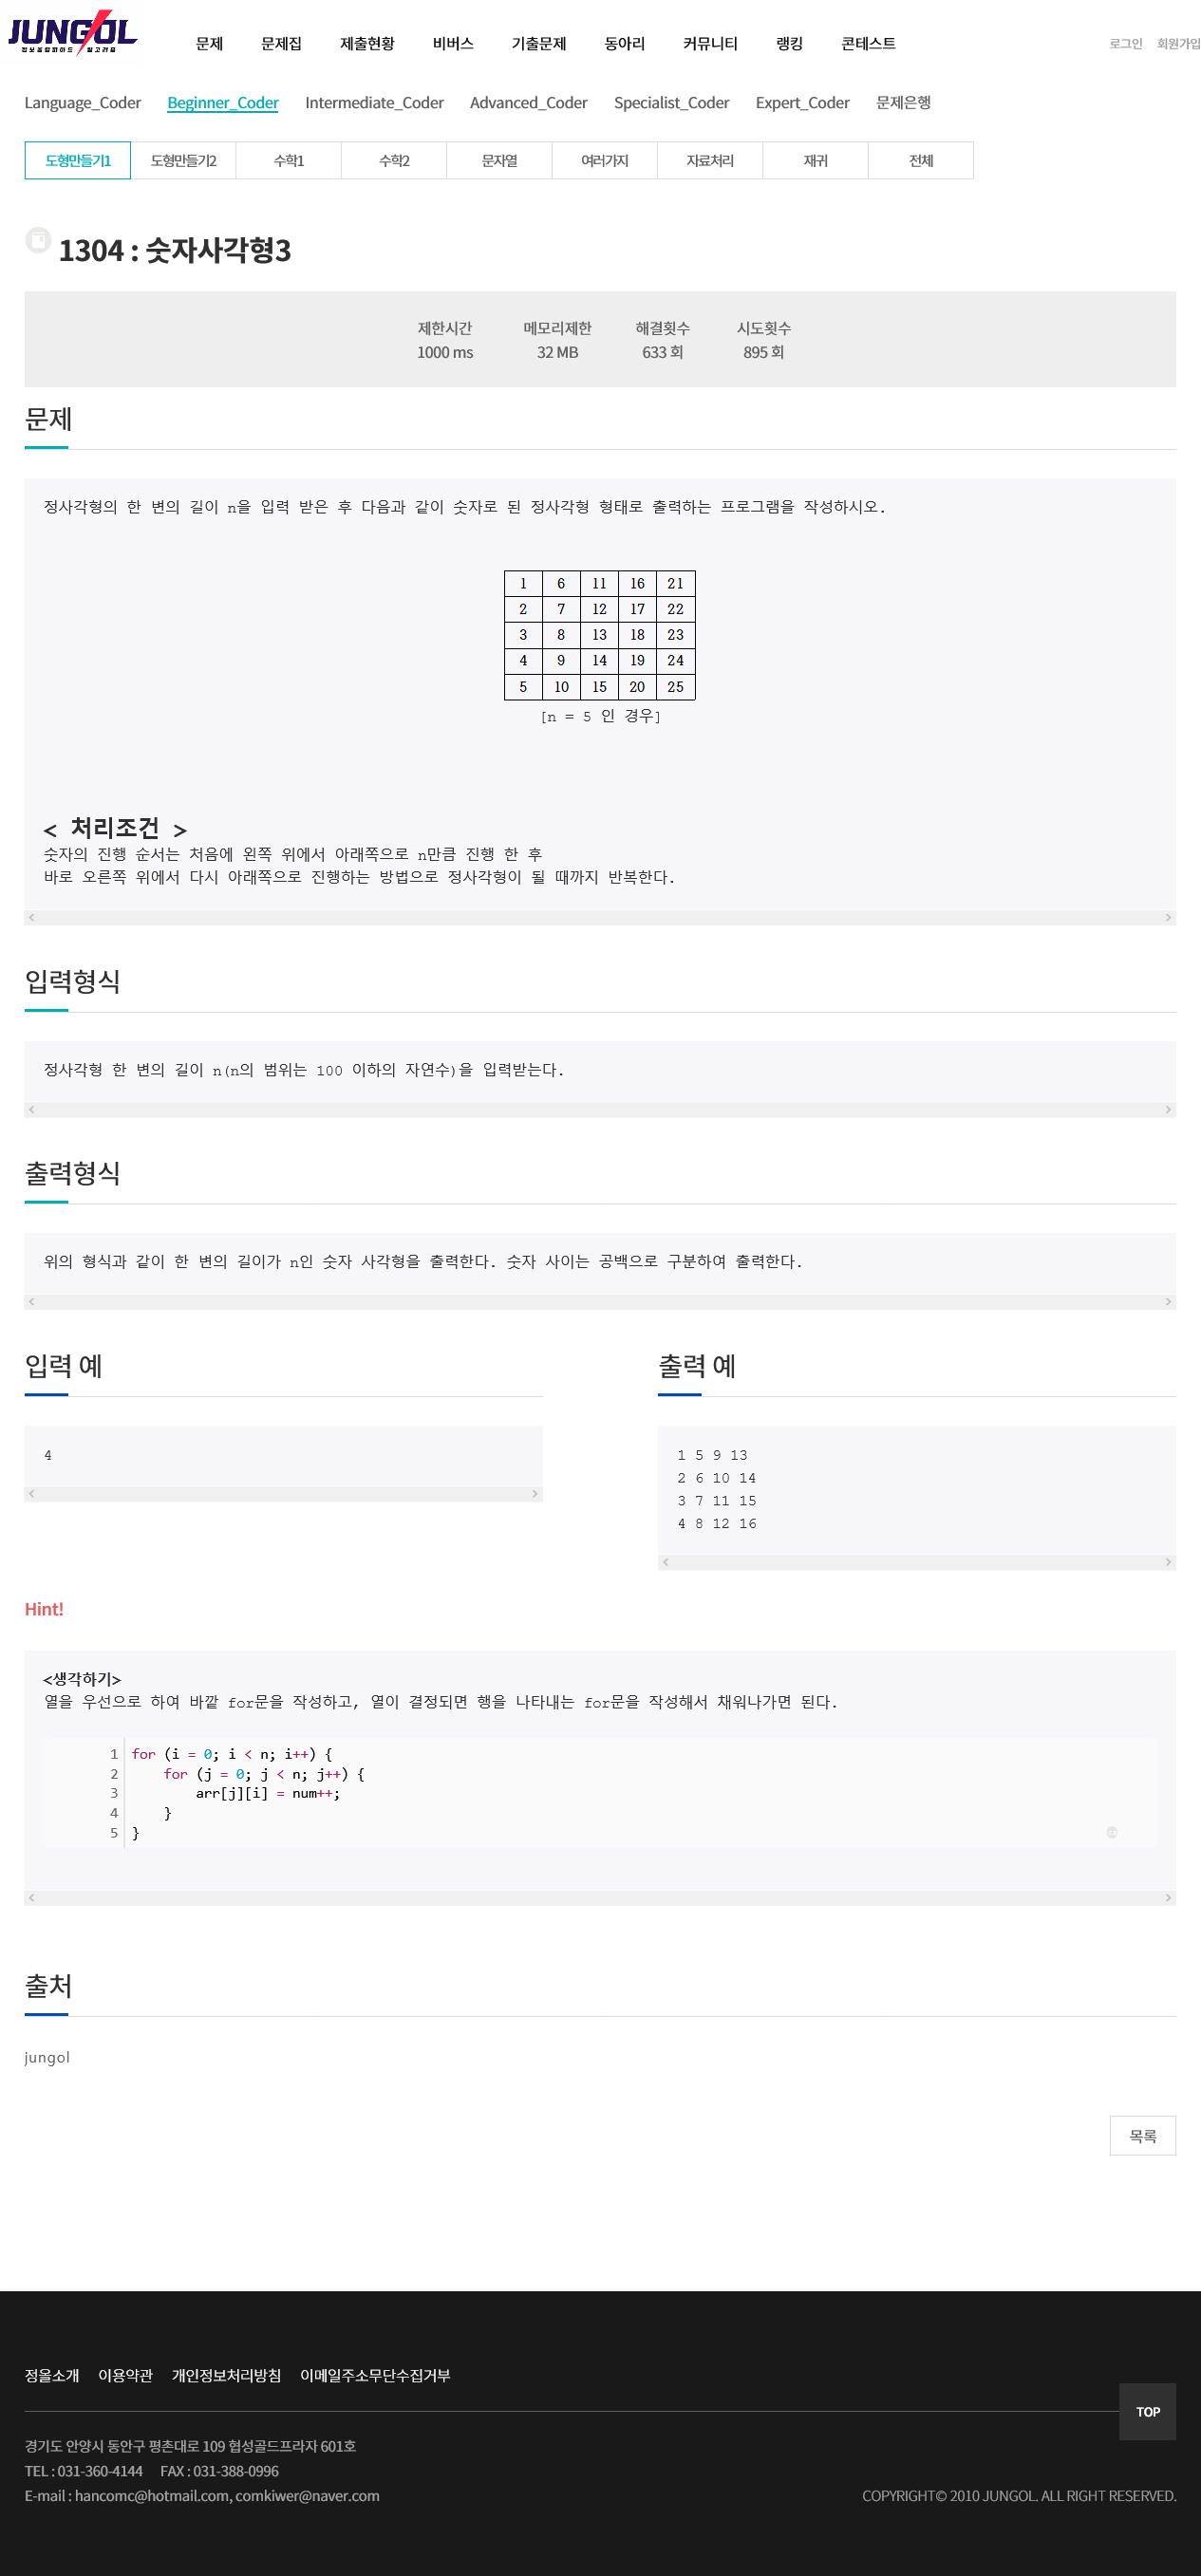 JUNGOL
정보올림피아드 알고리즘
문제 문제집 제출현황 비버스 기출문제 동아리 커뮤니티 랭킹 콘테스트 로그인 회원가입
Language_Coder Beginner_Coder Intermediate_Coder Advanced_Coder Specialist_Coder Expert_Coder 문제은행
도형만들기1 도형만들기2 수학1 수학2 문자열 여러가지 자료처리 재귀 전체
1304 : 숫자사각형3
제한시간 메모리제한 해결횟수 시도횟수
1000 ms 32 MB 633 회 895 회
문제
정사각형의 한 변의 길이 n을 입력 받은 후 다음과 같이 숫자로 된 정사각형 형태로 출력하는 프로그램을 작성하시오.
1 6 11 16 21
2 7 12 17 22
3 8 13 18 23
4 9 14 19 24
5 10 15 20 25
[n = 5 인 경우]
< 처리조건 >
숫자의 진행 순서는 처음에 왼쪽 위에서 아래쪽으로 n만큼 진행 한 후
바로 오른쪽 위에서 다시 아래쪽으로 진행하는 방법으로 정사각형이 될 때까지 반복한다.
입력형식
정사각형 한 변의 길이 n(n의 범위는 100 이하의 자연수)을 입력받는다.
출력형식
위의 형식과 같이 한 변의 길이가 n인 숫자 사각형을 출력한다. 숫자 사이는 공백으로 구분하여 출력한다.
입력 예
4
출력 예
1 5 9 13
2 6 10 14
3 7 11 15
4 8 12 16
Hint!
<생각하기>
열을 우선으로 하여 바깥 for문을 작성하고, 열이 결정되면 행을 나타내는 for문을 작성해서 채워나가면 된다.
1 for (i = 0; i < n; i++) {
2     for (j = 0; j < n; j++) {
3         arr[j][i] = num++;
4     }
5 }
출처
jungol
목록
정올소개 이용약관 개인정보처리방침 이메일주소무단수집거부
TOP
경기도 안양시 동안구 평촌대로 109 협성골드프라자 601호
TEL : 031-360-4144 FAX : 031-388-0996
E-mail : hancomc@hotmail.com, comkiwer@naver.com COPYRIGHT© 2010 JUNGOL. ALL RIGHT RESERVED.